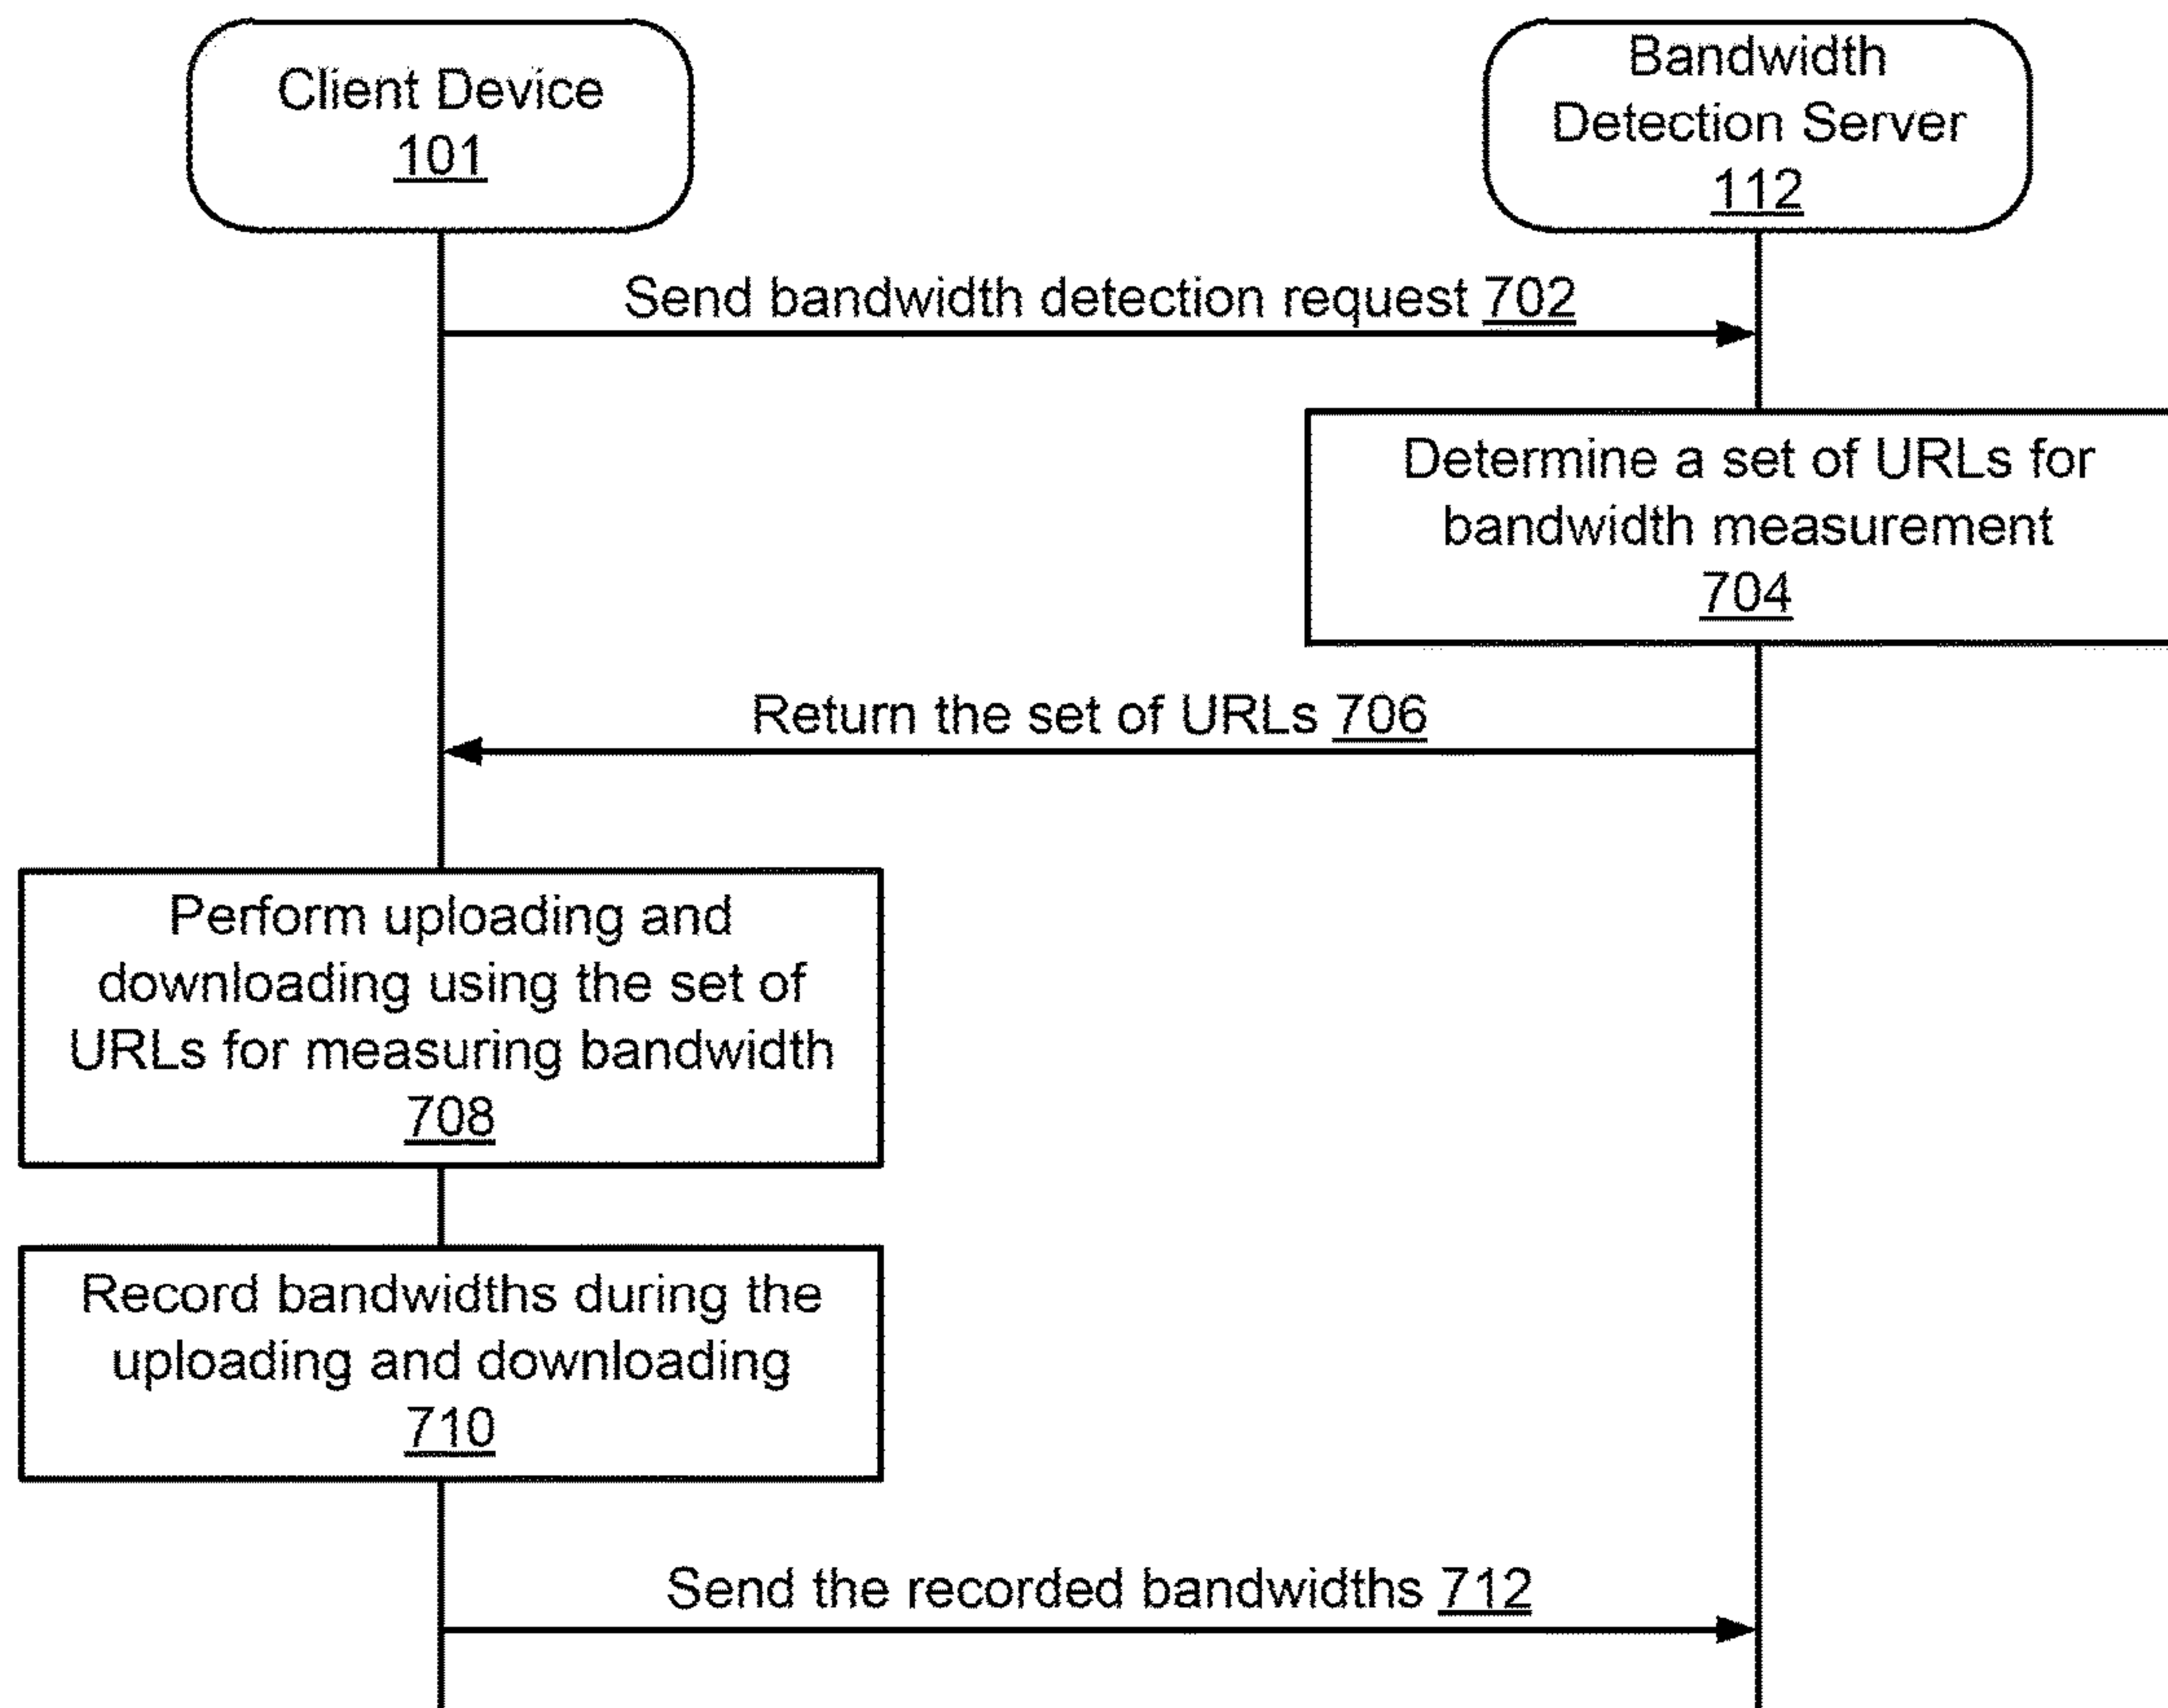 Client Device
101
Bandwidth
Detection Server
112
Send bandwidth detection request 702
Determine a set of URLs for
bandwidth measurement
704
Return the set of URLs 706
Perform uploading and
downloading using the set of
URLs for measuring bandwidth
708
Record bandwidths during the
uploading and downloading
710
Send the recorded bandwidths 712